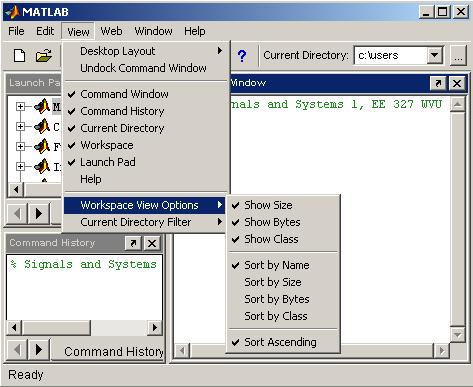 MATLAB
File Edit View Web Window Help
Desktop Layout
Undock Command Window
? Current Directory: c:\users ...
Launch Pa
Window
Command Window
Command History
Current Directory
Workspace
Launch Pad
Help
Workspace View Options
Current Directory Filter
M
C
F
I
nals and Systems 1, EE 327 WVU
Show Size
Show Bytes
Show Class
Sort by Name
Sort by Size
Sort by Bytes
Sort by Class
Sort Ascending
Command History
% Signals and Systems
Command History
Ready